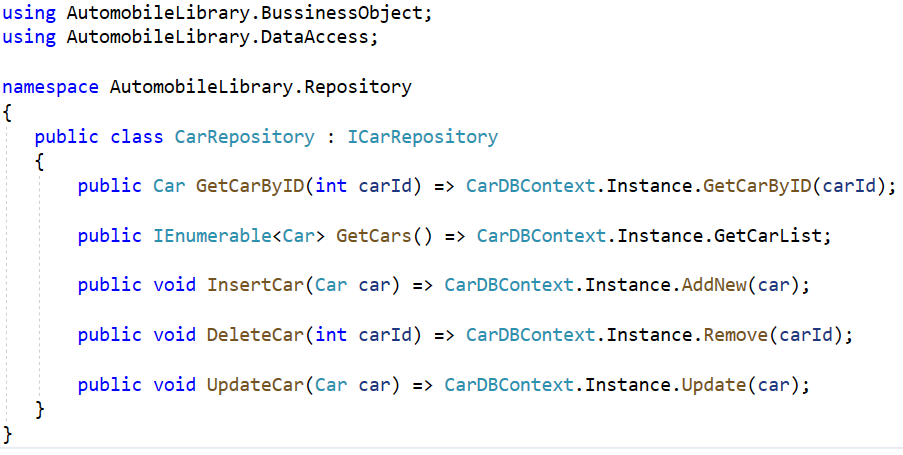 using AutomobileLibrary.BussinessObject;
using AutomobileLibrary.DataAccess;
namespace AutomobileLibrary.Repository
{
public class CarRepository : ICarRepository
{
public Car GetCarByID(int carId) => CarDBContext.Instance.GetCarByID(carId);
public IEnumerable<Car> GetCars() => CarDBContext.Instance.GetCarList;
public void InsertCar(Car car) => CarDBContext.Instance.AddNew(car);
public void DeleteCar(int carId) => CarDBContext.Instance.Remove(carId);
public void UpdateCar(Car car) => CarDBContext.Instance.Update(car);
}
}